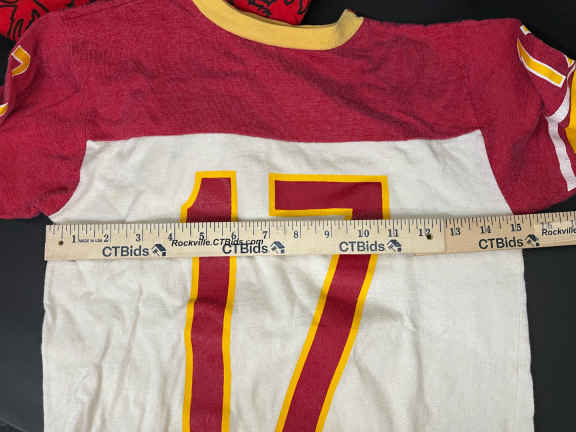 17
1 2 3 4 5 6 7 8 9 10 11 12 13 14 15
MADE IN USA
CTBids CTBids CTBids CTBids
Rockville.CTBids.com
Rockvill